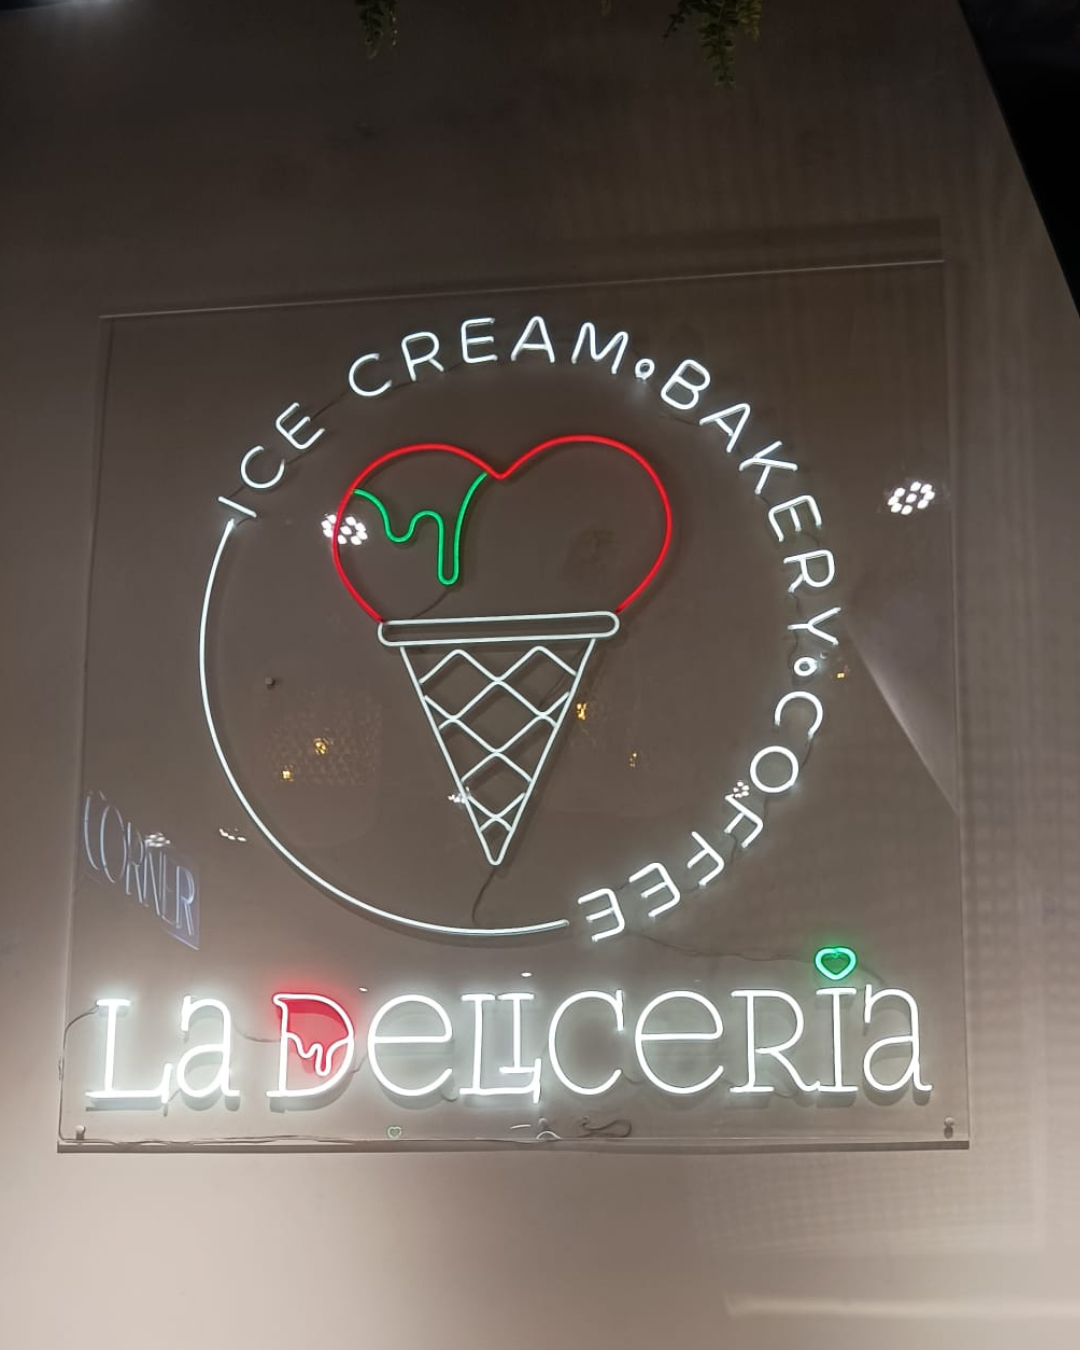 ICE CREAM • BAKERY • COFFEE
CORNER
La DeLiceria